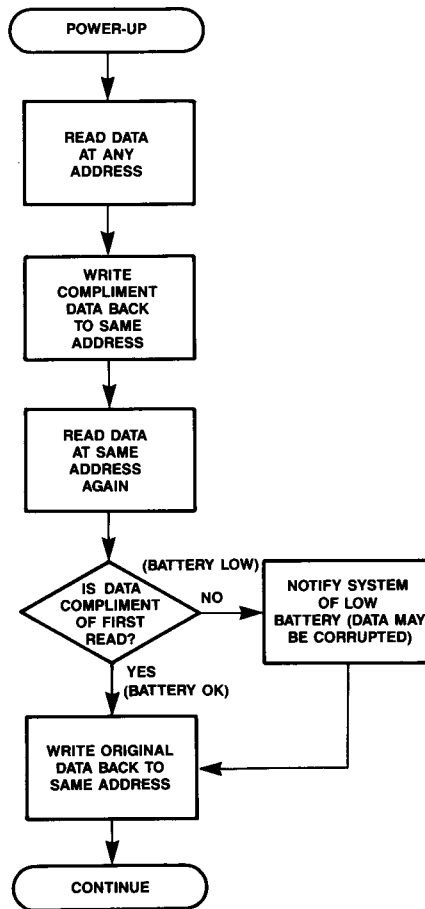 POWER-UP
READ DATA
AT ANY
ADDRESS
WRITE
COMPLIMENT
DATA BACK
TO SAME
ADDRESS
READ DATA
AT SAME
ADDRESS
AGAIN
IS DATA
COMPLIMENT
OF FIRST
READ?
(BATTERY LOW)
NO
NOTIFY SYSTEM
OF LOW
BATTERY (DATA MAY
BE CORRUPTED)
YES
(BATTERY OK)
WRITE ORIGINAL
DATA BACK TO
SAME ADDRESS
CONTINUE